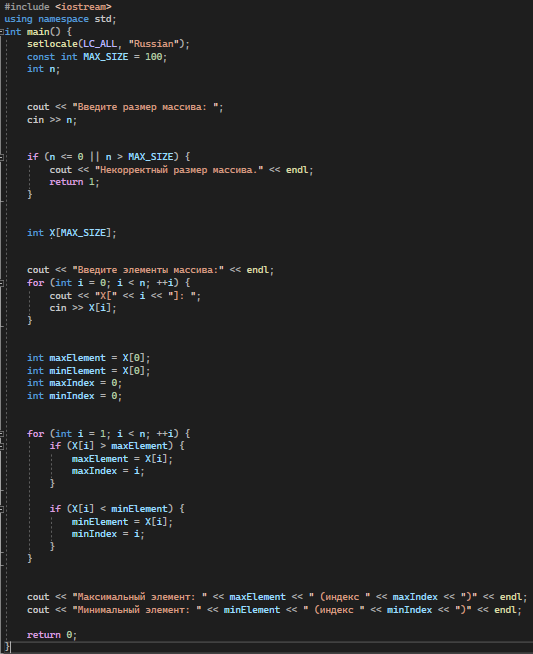 #include <iostream>
using namespace std;
int main() {
    setlocale(LC_ALL, "Russian");
    const int MAX_SIZE = 100;
    int n;
    cout << "Введите размер массива: ";
    cin >> n;
    if (n <= 0 || n > MAX_SIZE) {
        cout << "Некорректный размер массива." << endl;
        return 1;
    }
    int X[MAX_SIZE];
    cout << "Введите элементы массива:" << endl;
    for (int i = 0; i < n; ++i) {
        cout << "X[" << i << "]: ";
        cin >> X[i];
    }
    int maxElement = X[0];
    int minElement = X[0];
    int maxIndex = 0;
    int minIndex = 0;
    for (int i = 1; i < n; ++i) {
        if (X[i] > maxElement) {
            maxElement = X[i];
            maxIndex = i;
        }
        if (X[i] < minElement) {
            minElement = X[i];
            minIndex = i;
        }
    }
    cout << "Максимальный элемент: " << maxElement << " (индекс " << maxIndex << ")" << endl;
    cout << "Минимальный элемент: " << minElement << " (индекс " << minIndex << ")" << endl;
    return 0;
}